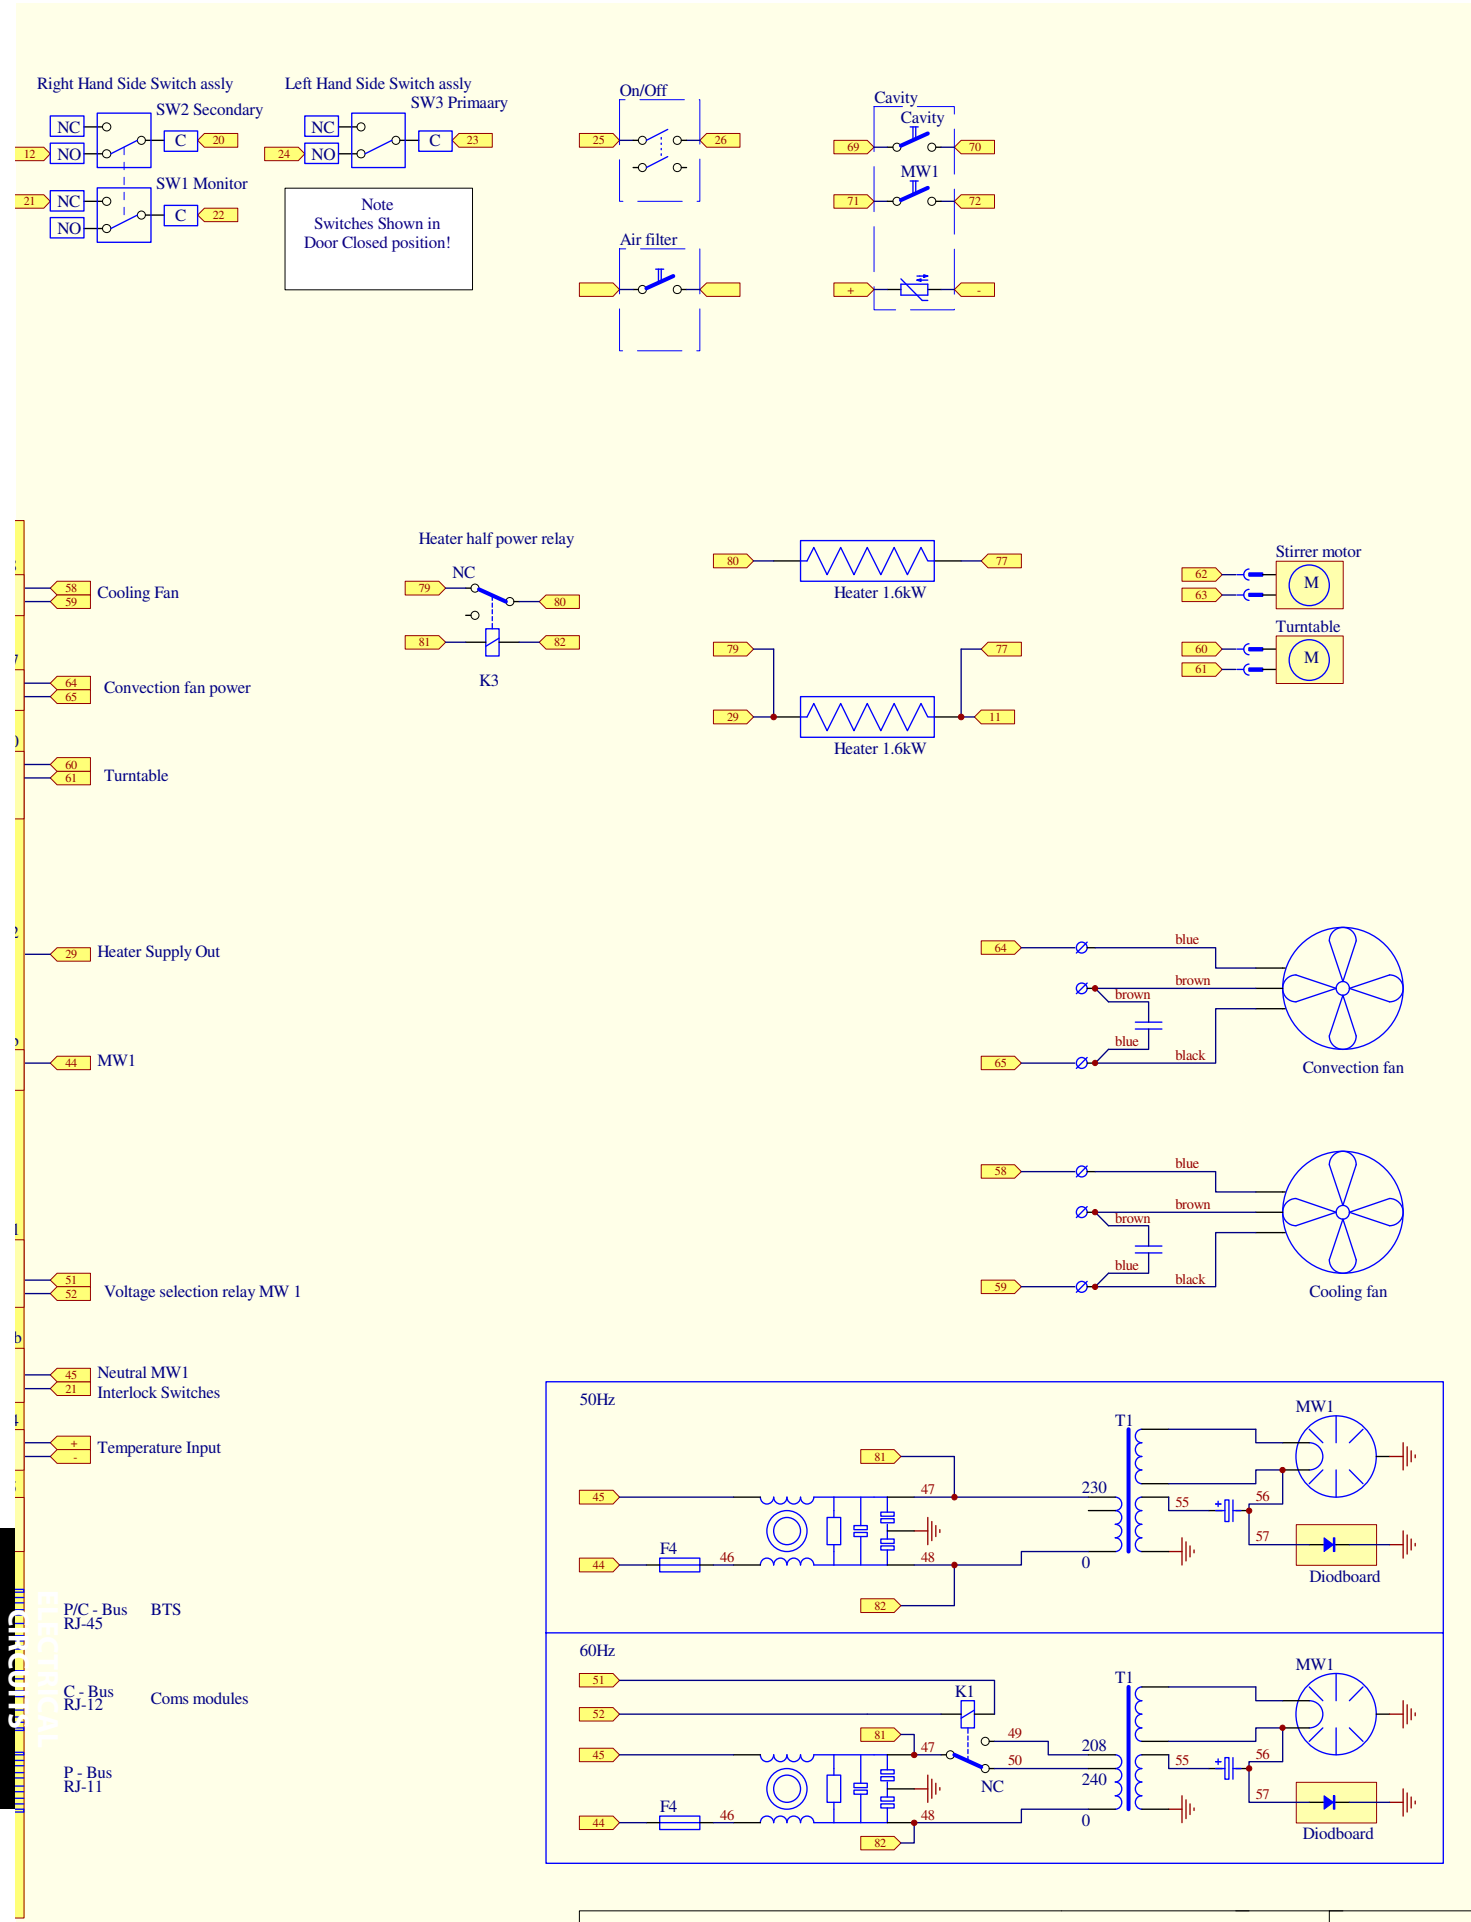 Right Hand Side Switch assly
Left Hand Side Switch assly
SW2 Secondary
SW3 Primaary
NC
12
NO
C
20
NC
24
NO
C
23
SW1 Monitor
21
NC
NO
C
22
Note
Switches Shown in
Door Closed position!
On/Off
25
26
Air filter
Cavity
Cavity
69
70
MW1
71
72
+
-
Heater half power relay
NC
79
80
81
82
K3
80
77
Heater 1.6kW
79
77
29
11
Heater 1.6kW
Stirrer motor
62
63
M
Turntable
60
61
M
58
59
Cooling Fan
64
65
Convection fan power
60
61
Turntable
29
Heater Supply Out
44
MW1
51
52
Voltage selection relay MW 1
45
Neutral MW1
21
Interlock Switches
+
-
Temperature Input
P/C - Bus BTS
RJ-45
C - Bus
RJ-12
Coms modules
P - Bus
RJ-11
ELECTRICAL
CIRCUITS
64
blue
brown
brown
blue
65
black
Convection fan
58
blue
brown
brown
blue
59
black
Cooling fan
50Hz
T1
MW1
81
45
47
230
55
56
57
44
F4
46
48
0
82
Diodboard
60Hz
51
52
K1
T1
MW1
81
45
47
49
50
NC
208
240
55
56
57
44
F4
46
48
0
82
Diodboard